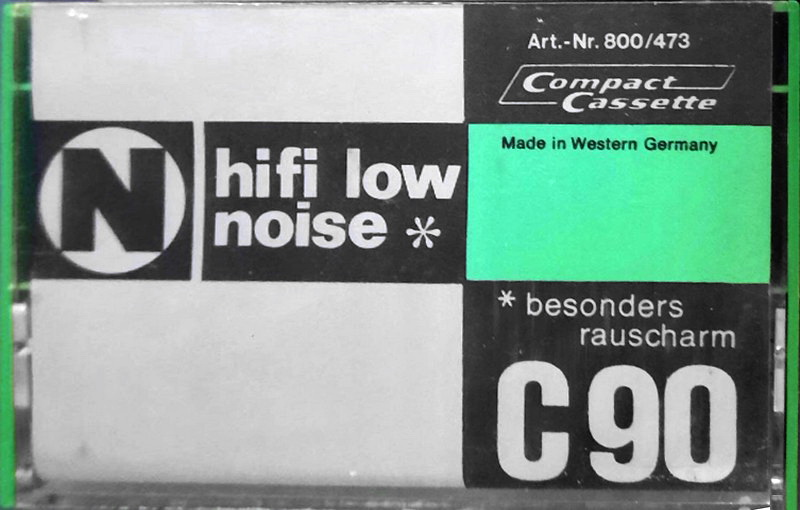 Art.-Nr. 800/473
Compact
Cassette
Made in Western Germany
N
hifi low
noise *
* besonders
rauscharm
C90